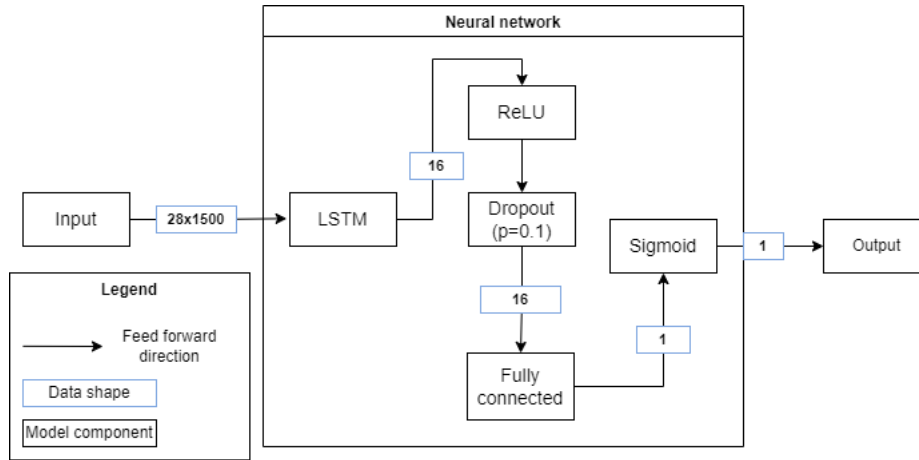 Neural network
ReLU
16
Input
28x1500
LSTM
Dropout
(p=0.1)
Sigmoid
1
Output
Legend
Feed forward
direction
Data shape
Model component
16
1
Fully
connected